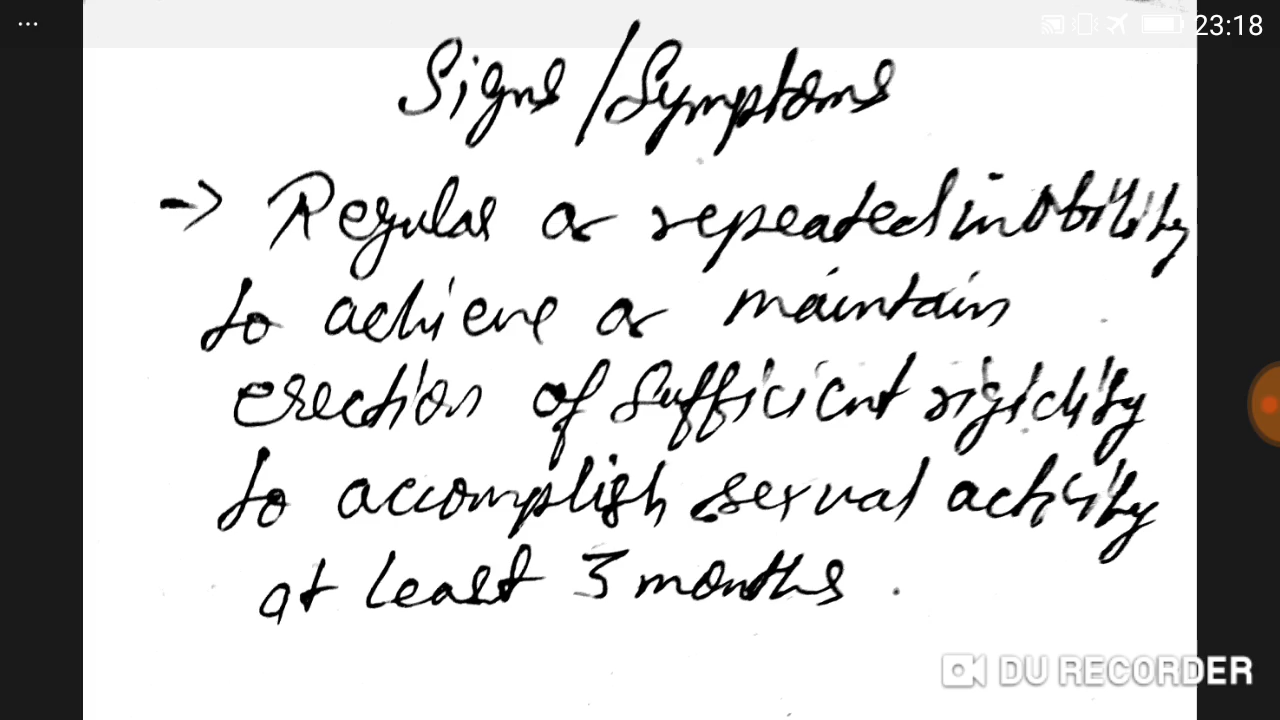 ...
23:18
Signs/Symptoms
-> Regular or repeated inability
to achieve or maintain
erection of sufficient rigidity
to accomplish sexual activity
at least 3 months.
DU RECORDER